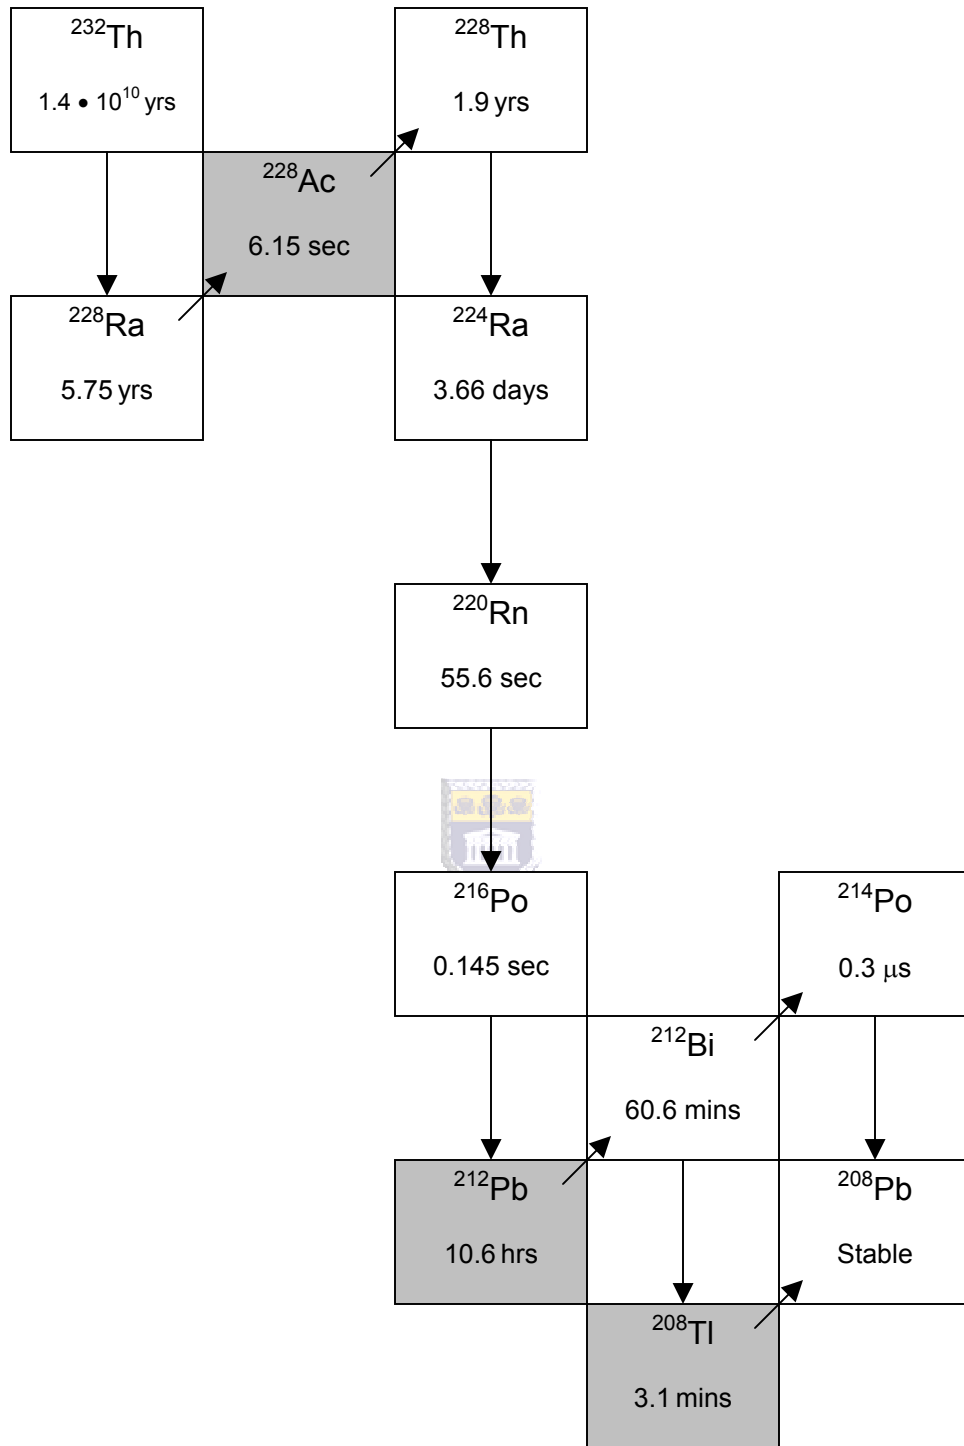 ²³²Th
1.4 • 10¹⁰ yrs
²²⁸Th
1.9 yrs
²²⁸Ac
6.15 sec
²²⁸Ra
5.75 yrs
²²⁴Ra
3.66 days
²²⁰Rn
55.6 sec
²¹⁶Po
0.145 sec
²¹⁴Po
0.3 μs
²¹²Bi
60.6 mins
²¹²Pb
10.6 hrs
²⁰⁸Pb
Stable
²⁰⁸Tl
3.1 mins